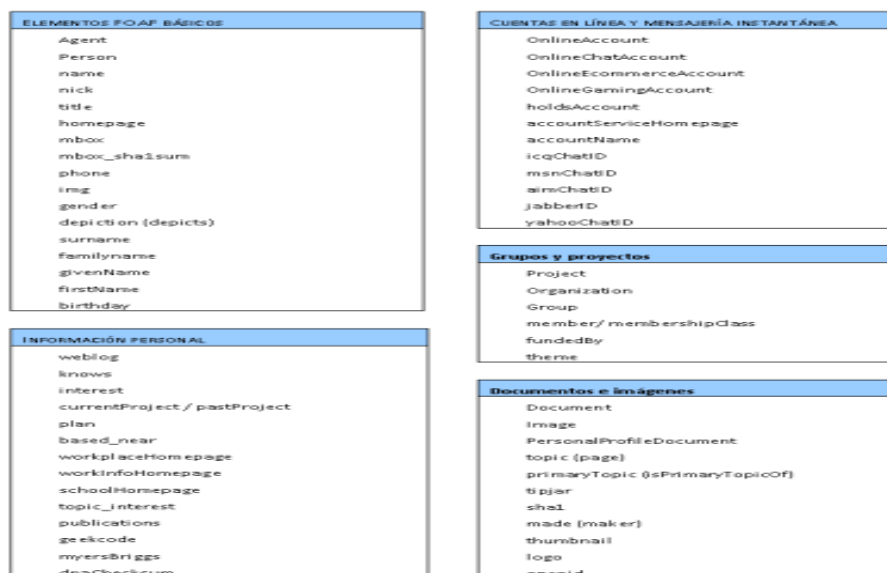 ELEMENTOS FOAF BÁSICOS
Agent
Person
name
nick
title
homepage
mbox
mbox_sha1sum
phone
img
gender
depiction (depicts)
surname
familyname
givenName
firstName
birthday
INFORMACIÓN PERSONAL
weblog
knows
interest
currentProject / pastProject
plan
based_near
workplaceHomepage
workInfoHomepage
schoolHomepage
topic_interest
publications
geekcode
myersBriggs
dnaChecksum
CUENTAS EN LÍNEA Y MENSAJERÍA INSTANTÁNEA
OnlineAccount
OnlineChatAccount
OnlineEcommerceAccount
OnlineGamingAccount
holdsAccount
accountServiceHomepage
accountName
icqChatID
msnChatID
aimChatID
jabberID
yahooChatID
Grupos y proyectos
Project
Organization
Group
member/ membershipClass
fundedBy
theme
Documentos e imágenes
Document
Image
PersonalProfileDocument
topic (page)
primaryTopic (isPrimaryTopicOf)
tipjar
sha1
made (maker)
thumbnail
logo
openid